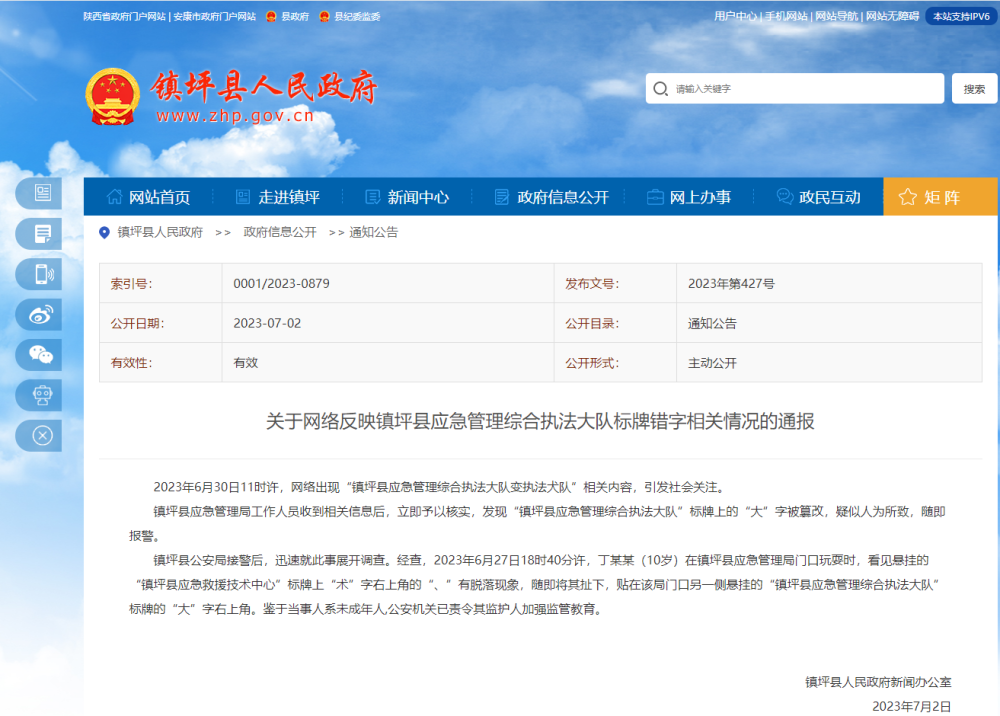 陕西省政府门户网站 | 安康市政府门户网站 县政府 县纪委监委
用户中心 | 手机网站 | 网站导航 | 网站无障碍 本站支持IPV6
镇坪县人民政府
www.zhp.gov.cn
请输入关键字
搜索
网站首页 走进镇坪 新闻中心 政府信息公开 网上办事 政民互动 矩 阵
镇坪县人民政府 >> 政府信息公开 >> 通知公告
索引号: 0001/2023-0879 发布文号: 2023年第427号
公开日期: 2023-07-02 公开目录: 通知公告
有效性: 有效 公开形式: 主动公开
关于网络反映镇坪县应急管理综合执法大队标牌错字相关情况的通报
2023年6月30日11时许，网络出现“镇坪县应急管理综合执法大队变执法犬队”相关内容，引发社会关注。
镇坪县应急管理局工作人员收到相关信息后，立即予以核实，发现“镇坪县应急管理综合执法大队”标牌上的“大”字被篡改，疑似人为所致，随即
报警。
镇坪县公安局接警后，迅速就此事展开调查。经查，2023年6月27日18时40分许，丁某某（10岁）在镇坪县应急管理局门口玩耍时，看见悬挂的
“镇坪县应急救援技术中心”标牌上“术”字右上角的“、”有脱落现象，随即将其扯下，贴在该局门口另一侧悬挂的“镇坪县应急管理综合执法大队”
标牌的“大”字右上角。鉴于当事人系未成年人,公安机关已责令其监护人加强监管教育。
镇坪县人民政府新闻办公室
2023年7月2日